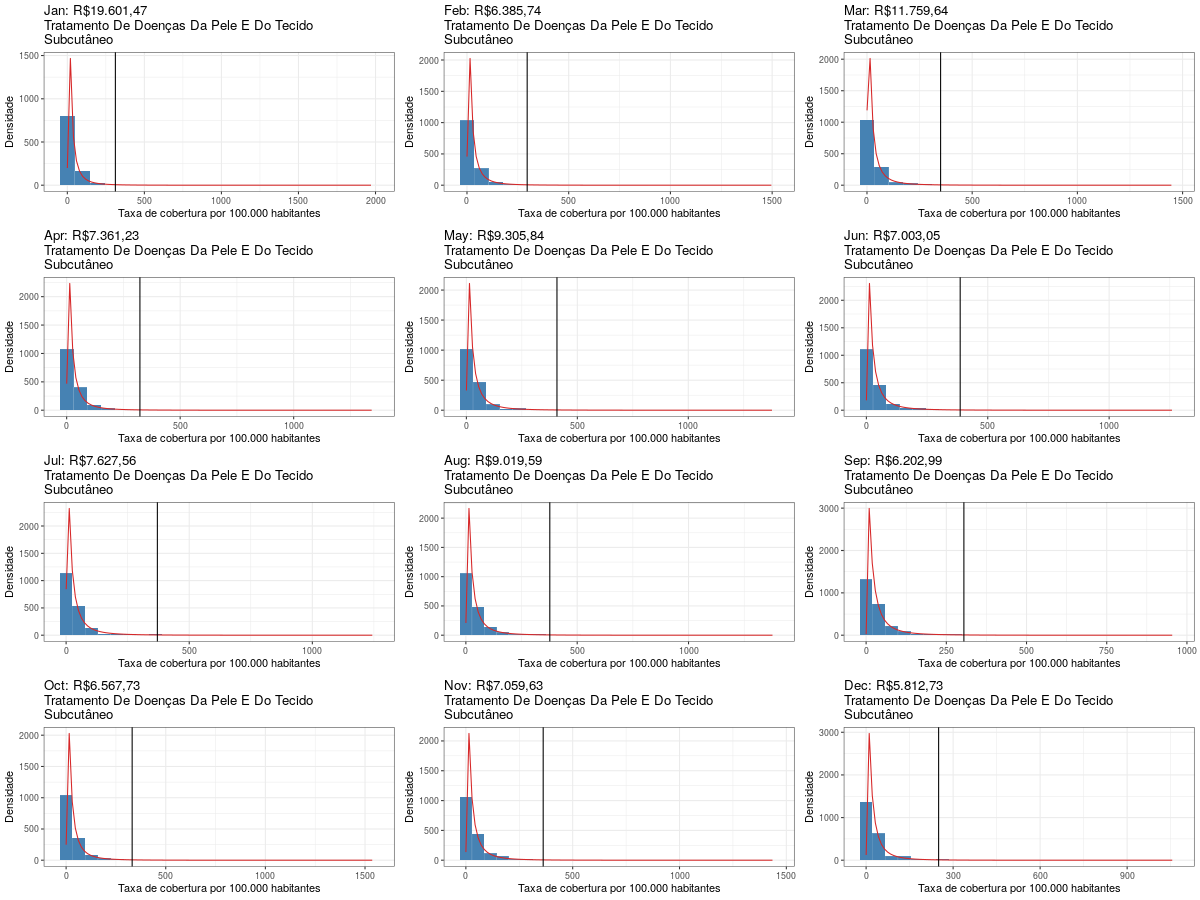 Jan: R$19.601,47
Tratamento De Doenças Da Pele E Do Tecido
Subcutâneo
1500
1000
500
0
Densidade
0 500 1000 1500 2000
Taxa de cobertura por 100.000 habitantes
Feb: R$6.385,74
Tratamento De Doenças Da Pele E Do Tecido
Subcutâneo
2000
1500
1000
500
0
Densidade
0 500 1000 1500
Taxa de cobertura por 100.000 habitantes
Mar: R$11.759,64
Tratamento De Doenças Da Pele E Do Tecido
Subcutâneo
2000
1500
1000
500
0
Densidade
0 500 1000 1500
Taxa de cobertura por 100.000 habitantes
Apr: R$7.361,23
Tratamento De Doenças Da Pele E Do Tecido
Subcutâneo
2000
1500
1000
500
0
Densidade
0 500 1000
Taxa de cobertura por 100.000 habitantes
May: R$9.305,84
Tratamento De Doenças Da Pele E Do Tecido
Subcutâneo
2000
1500
1000
500
0
Densidade
0 500 1000
Taxa de cobertura por 100.000 habitantes
Jun: R$7.003,05
Tratamento De Doenças Da Pele E Do Tecido
Subcutâneo
2000
1500
1000
500
0
Densidade
0 500 1000
Taxa de cobertura por 100.000 habitantes
Jul: R$7.627,56
Tratamento De Doenças Da Pele E Do Tecido
Subcutâneo
2000
1500
1000
500
0
Densidade
0 500 1000
Taxa de cobertura por 100.000 habitantes
Aug: R$9.019,59
Tratamento De Doenças Da Pele E Do Tecido
Subcutâneo
2000
1500
1000
500
0
Densidade
0 500 1000
Taxa de cobertura por 100.000 habitantes
Sep: R$6.202,99
Tratamento De Doenças Da Pele E Do Tecido
Subcutâneo
3000
2000
1000
0
Densidade
0 250 500 750 1000
Taxa de cobertura por 100.000 habitantes
Oct: R$6.567,73
Tratamento De Doenças Da Pele E Do Tecido
Subcutâneo
2000
1500
1000
500
0
Densidade
0 500 1000 1500
Taxa de cobertura por 100.000 habitantes
Nov: R$7.059,63
Tratamento De Doenças Da Pele E Do Tecido
Subcutâneo
2000
1500
1000
500
0
Densidade
0 500 1000 1500
Taxa de cobertura por 100.000 habitantes
Dec: R$5.812,73
Tratamento De Doenças Da Pele E Do Tecido
Subcutâneo
3000
2000
1000
0
Densidade
0 300 600 900
Taxa de cobertura por 100.000 habitantes